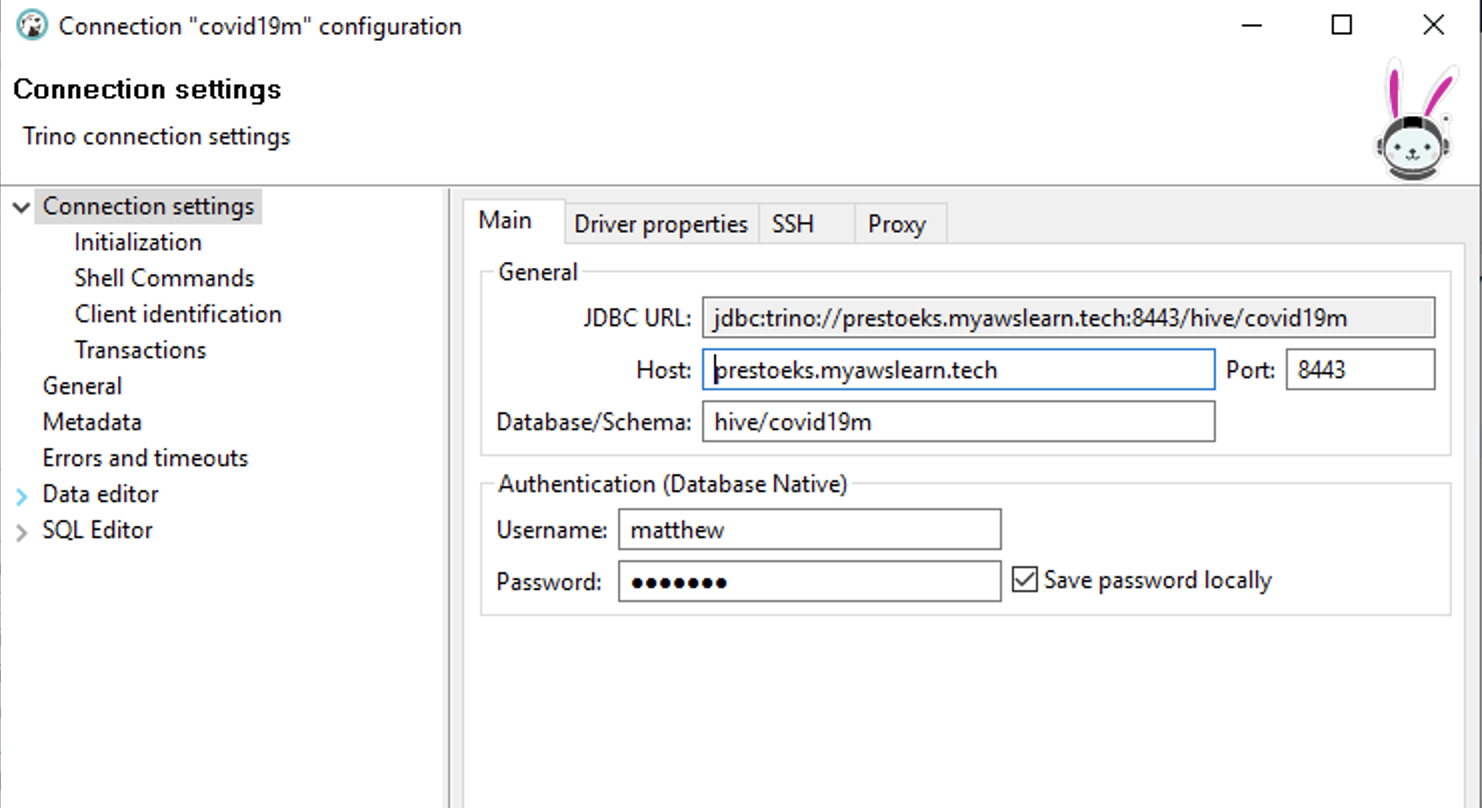 Connection "covid19m" configuration
Connection settings
Trino connection settings
Connection settings
Initialization
Shell Commands
Client identification
Transactions
General
Metadata
Errors and timeouts
Data editor
SQL Editor
Main Driver properties SSH Proxy
General
JDBC URL: jdbc:trino://prestoeks.myawslearn.tech:8443/hive/covid19m
Host: prestoeks.myawslearn.tech Port: 8443
Database/Schema: hive/covid19m
Authentication (Database Native)
Username: matthew
Password: ●●●●●●● Save password locally